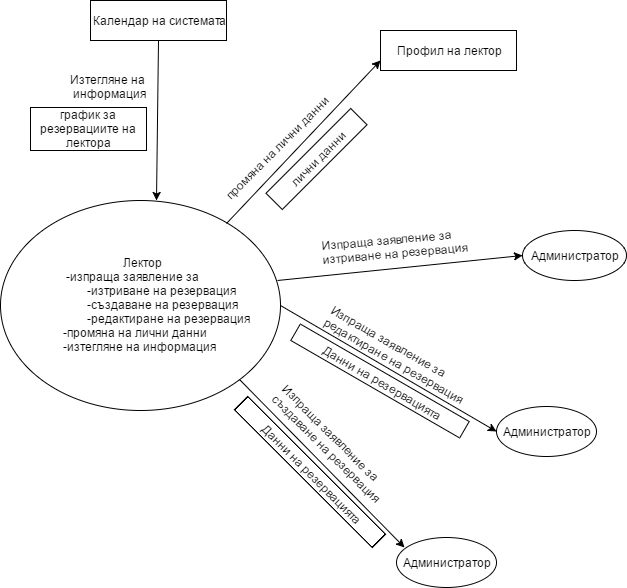 Календар на системата
Профил на лектор
Изтегляне на
информация
график за
резервациите на
лектора
промяна на лични данни
лични данни
Изпраща заявление за
изтриване на резервация
Администратор
Лектор
-изпраща заявление за
-изтриване на резервация
-създаване на резервация
-редактиране на резервация
-промяна на лични данни
-изтегляне на информация
Изпраща заявление за
редактиране на резервация
Данни на резервацията
Администратор
Изпраща заявление за
създаване на резервация
Данни на резервацията
Администратор